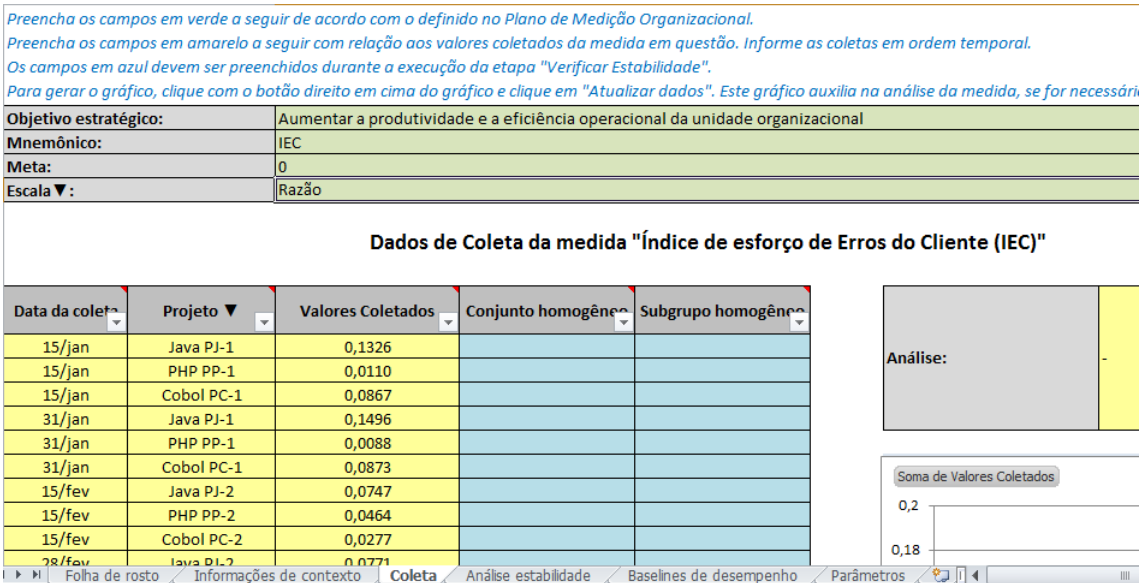 Preencha os campos em verde a seguir de acordo com o definido no Plano de Medição Organizacional.
Preencha os campos em amarelo a seguir com relação aos valores coletados da medida em questão. Informe as coletas em ordem temporal.
Os campos em azul devem ser preenchidos durante a execução da etapa "Verificar Estabilidade".
Para gerar o gráfico, clique com o botão direito em cima do gráfico e clique em "Atualizar dados". Este gráfico auxilia na análise da medida, se for necessári
Objetivo estratégico: Aumentar a produtividade e a eficiência operacional da unidade organizacional
Mnemônico: IEC
Meta: 0
Escala▼: Razão
Dados de Coleta da medida "Índice de esforço de Erros do Cliente (IEC)"
Data da coleta Projeto ▼ Valores Coletados Conjunto homogêneo Subgrupo homogêneo
15/jan Java PJ-1 0,1326
15/jan PHP PP-1 0,0110
15/jan Cobol PC-1 0,0867
31/jan Java PJ-1 0,1496
31/jan PHP PP-1 0,0088
31/jan Cobol PC-1 0,0873
15/fev Java PJ-2 0,0747
15/fev PHP PP-2 0,0464
15/fev Cobol PC-2 0,0277
28/fev Java PJ-2 0,0771
Análise: -
Soma de Valores Coletados
0,2
0,18
Folha de rosto Informações de contexto Coleta Análise estabilidade Baselines de desempenho Parâmetros